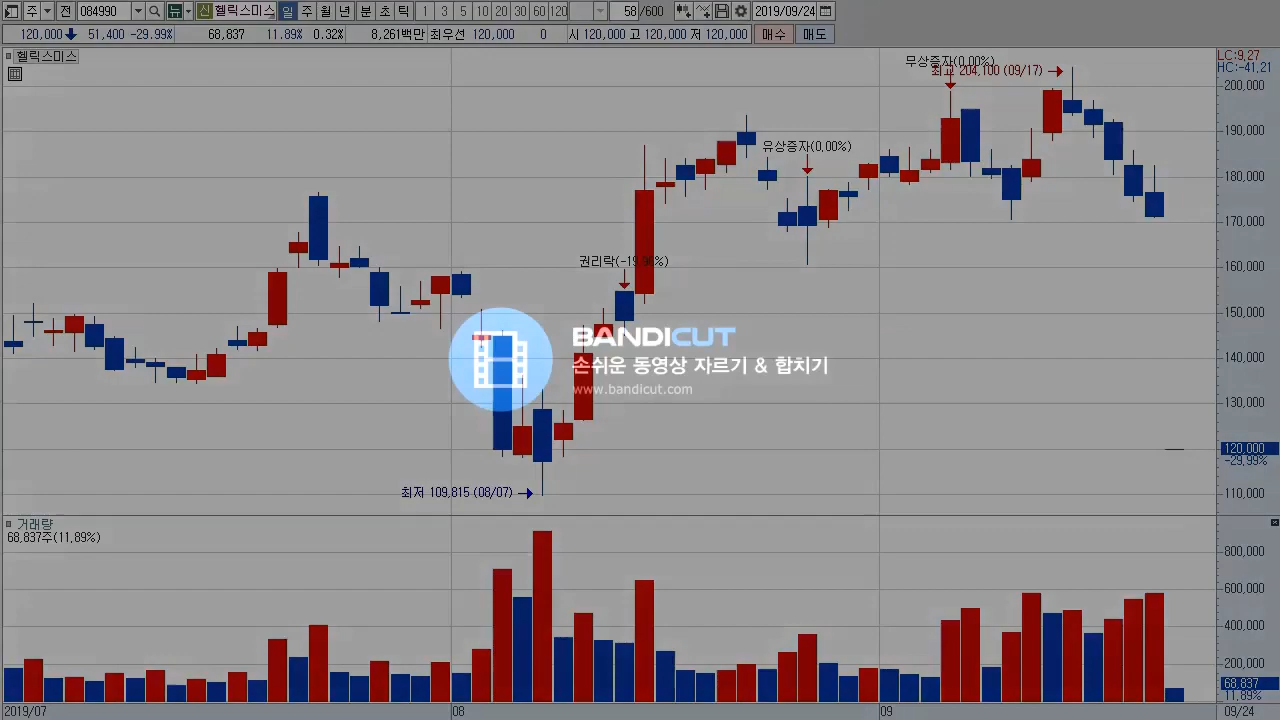 주 전 084990 뉴 신 헬릭스미스 일 주 월 년 분 초 틱 1 3 5 10 20 30 60 120 58 /600 2019/09/24
120,000 51,400 -29.99% 68,837 11.89% 0.32% 8,261백만 최우선 120,000 0 시 120,000 고 120,000 저 120,000 매수 매도
헬릭스미스
LC:9,27
HC:-41,21
무상증자(0,00%)
최고 204,100 (09/17)
200,000
190,000
유상증자(0,00%)
180,000
170,000
권리락(-19,96%)
160,000
150,000
BANDICUT
손쉬운 동영상 자르기 & 합치기
www.bandicut.com
140,000
130,000
120,000
-29,99%
최저 109,815 (08/07)
110,000
거래량
68,837주(11,89%)
800,000
600,000
400,000
200,000
68,837
11,89%
2019/07 08 09 09/24